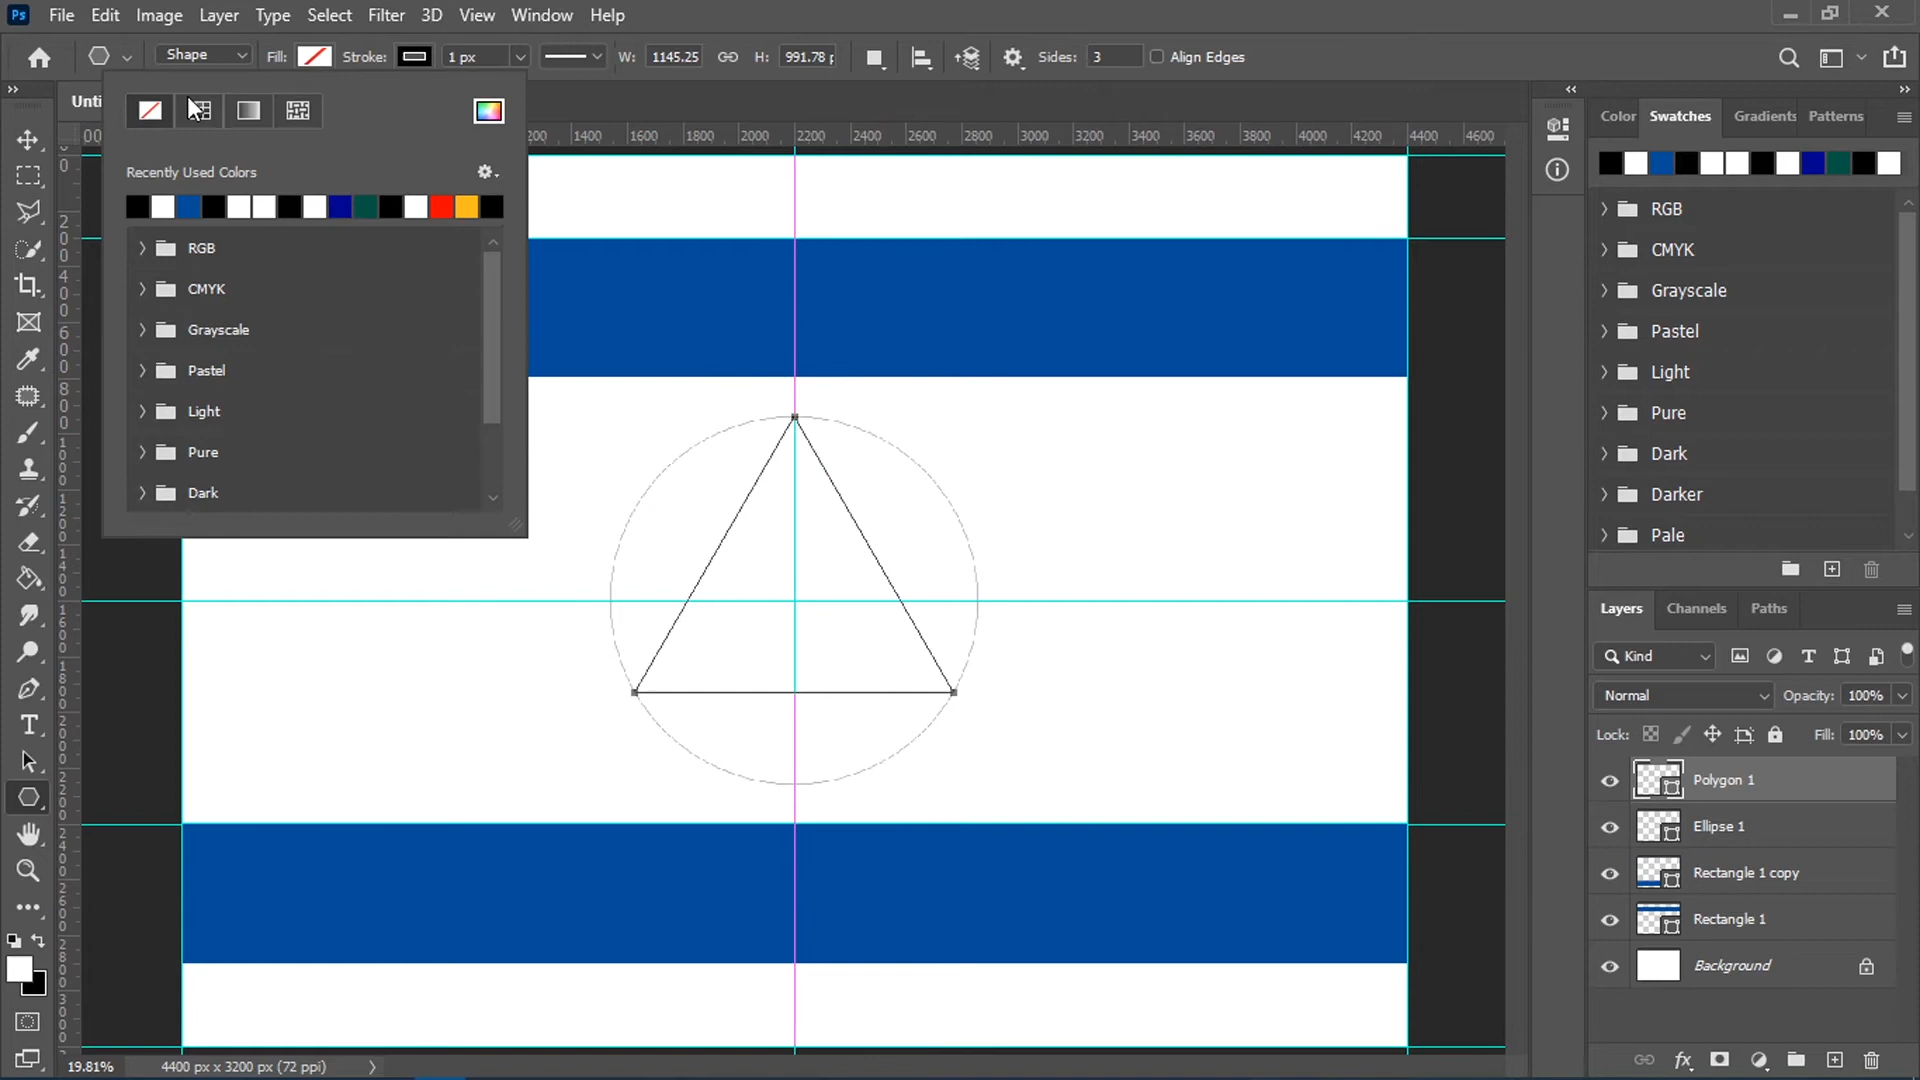 Ps File Edit Image Layer Type Select Filter 3D View Window Help
Shape Fill: Stroke: 1 px W: 1145.25 H: 991.78 p Sides: 3 Align Edges
Unti
1200 1400 1600 1800 2000 2200 2400 2600 2800 3000 3200 3400 3600 3800 4000 4200 4400 4600
Recently Used Colors
RGB
CMYK
Grayscale
Pastel
Light
Pure
Dark
Color Swatches Gradients Patterns
RGB
CMYK
Grayscale
Pastel
Light
Pure
Dark
Darker
Pale
Layers Channels Paths
Kind
Normal Opacity: 100%
Lock: Fill: 100%
Polygon 1
Ellipse 1
Rectangle 1 copy
Rectangle 1
Background
fx
19.81% 4400 px x 3200 px (72 ppi)